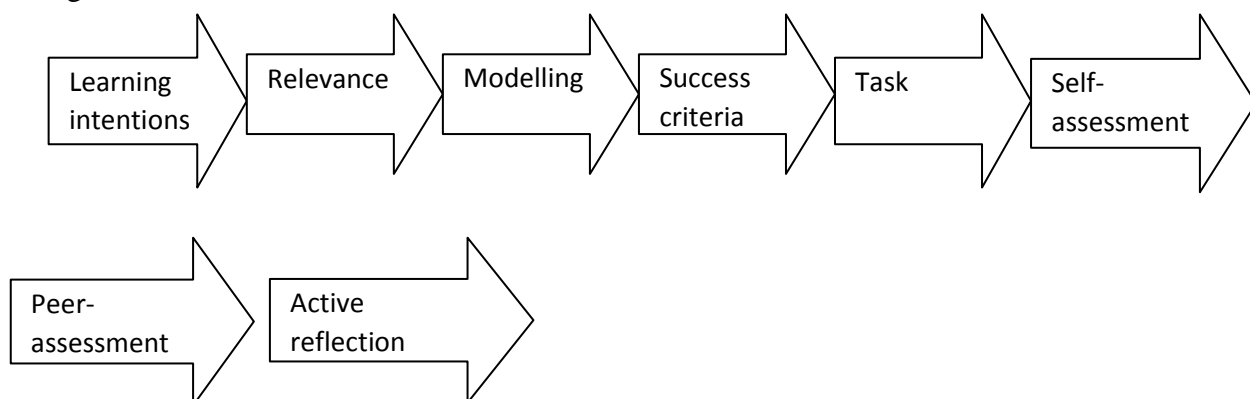 Learning
intentions
Relevance
Modelling
Success
criteria
Task
Self-
assessment
Peer-
assessment
Active
reflection